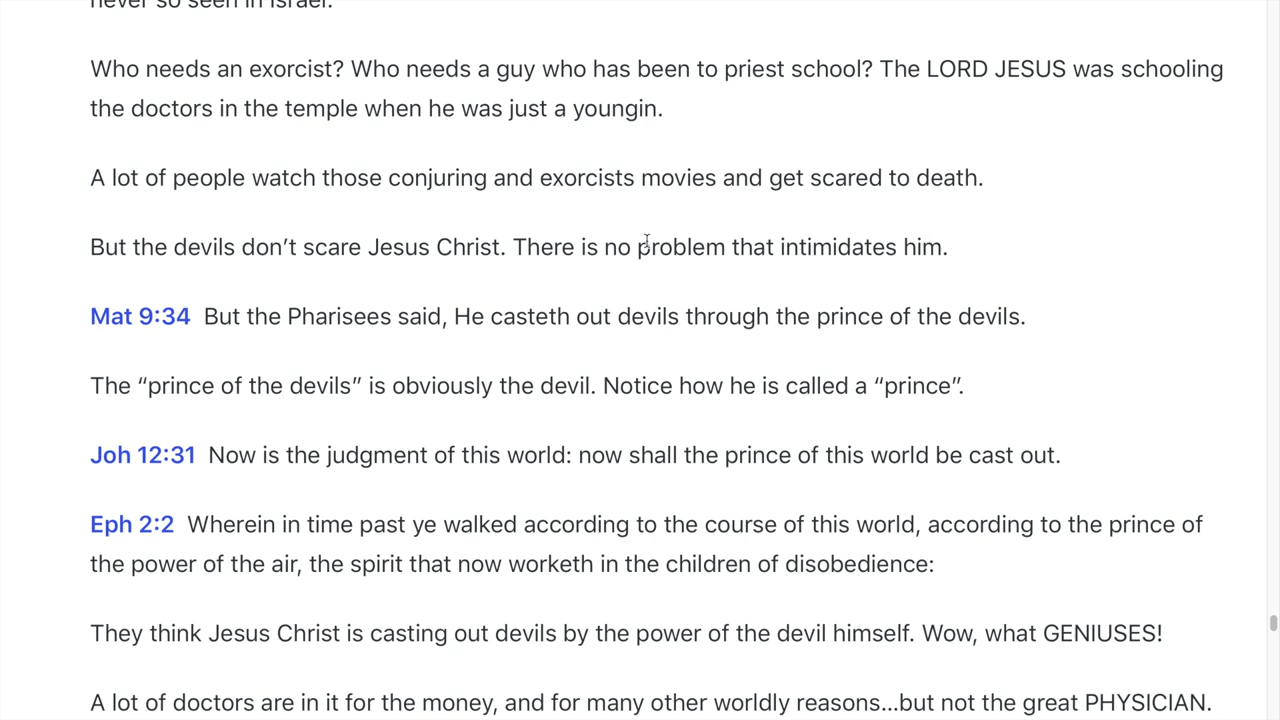 never so seen in Israel.
Who needs an exorcist? Who needs a guy who has been to priest school? The LORD JESUS was schooling
the doctors in the temple when he was just a youngin.
A lot of people watch those conjuring and exorcists movies and get scared to death.
But the devils don’t scare Jesus Christ. There is no problem that intimidates him.
Mat 9:34 But the Pharisees said, He casteth out devils through the prince of the devils.
The “prince of the devils” is obviously the devil. Notice how he is called a “prince”.
Joh 12:31 Now is the judgment of this world: now shall the prince of this world be cast out.
Eph 2:2 Wherein in time past ye walked according to the course of this world, according to the prince of
the power of the air, the spirit that now worketh in the children of disobedience:
They think Jesus Christ is casting out devils by the power of the devil himself. Wow, what GENIUSES!
A lot of doctors are in it for the money, and for many other worldly reasons...but not the great PHYSICIAN.